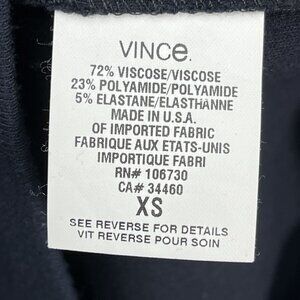 VINCe.
72% VISCOSE/VISCOSE
23% POLYAMIDE/POLYAMIDE
5% ELASTANE/ELASTHANNE
MADE IN U.S.A.
OF IMPORTED FABRIC
FABRIQUE AUX ETATS-UNIS
IMPORTIQUE FABRI
RN# 106730
CA# 34460
XS
SEE REVERSE FOR DETAILS
VIT REVERSE POUR SOIN